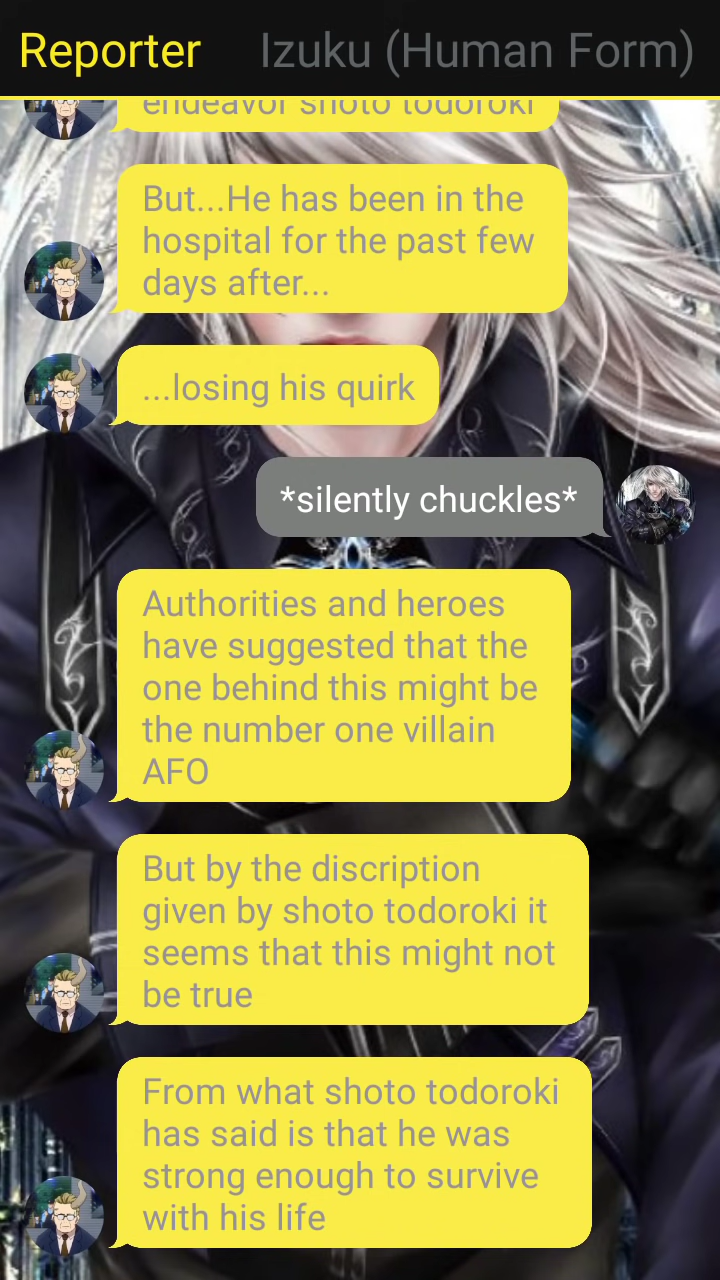 Reporter
Izuku (Human Form)
endeavor shoto todoroki
But...He has been in the
hospital for the past few
days after...
...losing his quirk
*silently chuckles*
Authorities and heroes
have suggested that the
one behind this might be
the number one villain
AFO
But by the discription
given by shoto todoroki it
seems that this might not
be true
From what shoto todoroki
has said is that he was
strong enough to survive
with his life